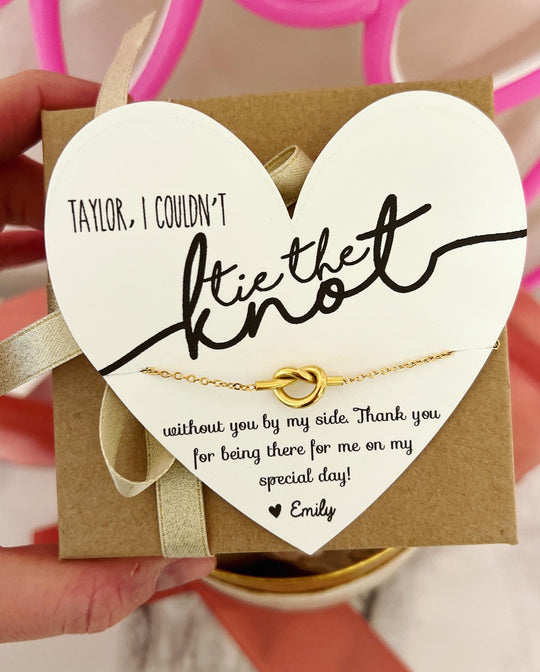 TAYLOR, I COULDN'T
tie the
knot
without you by my side. Thank you
for being there for me on my
special day!
♥ Emily